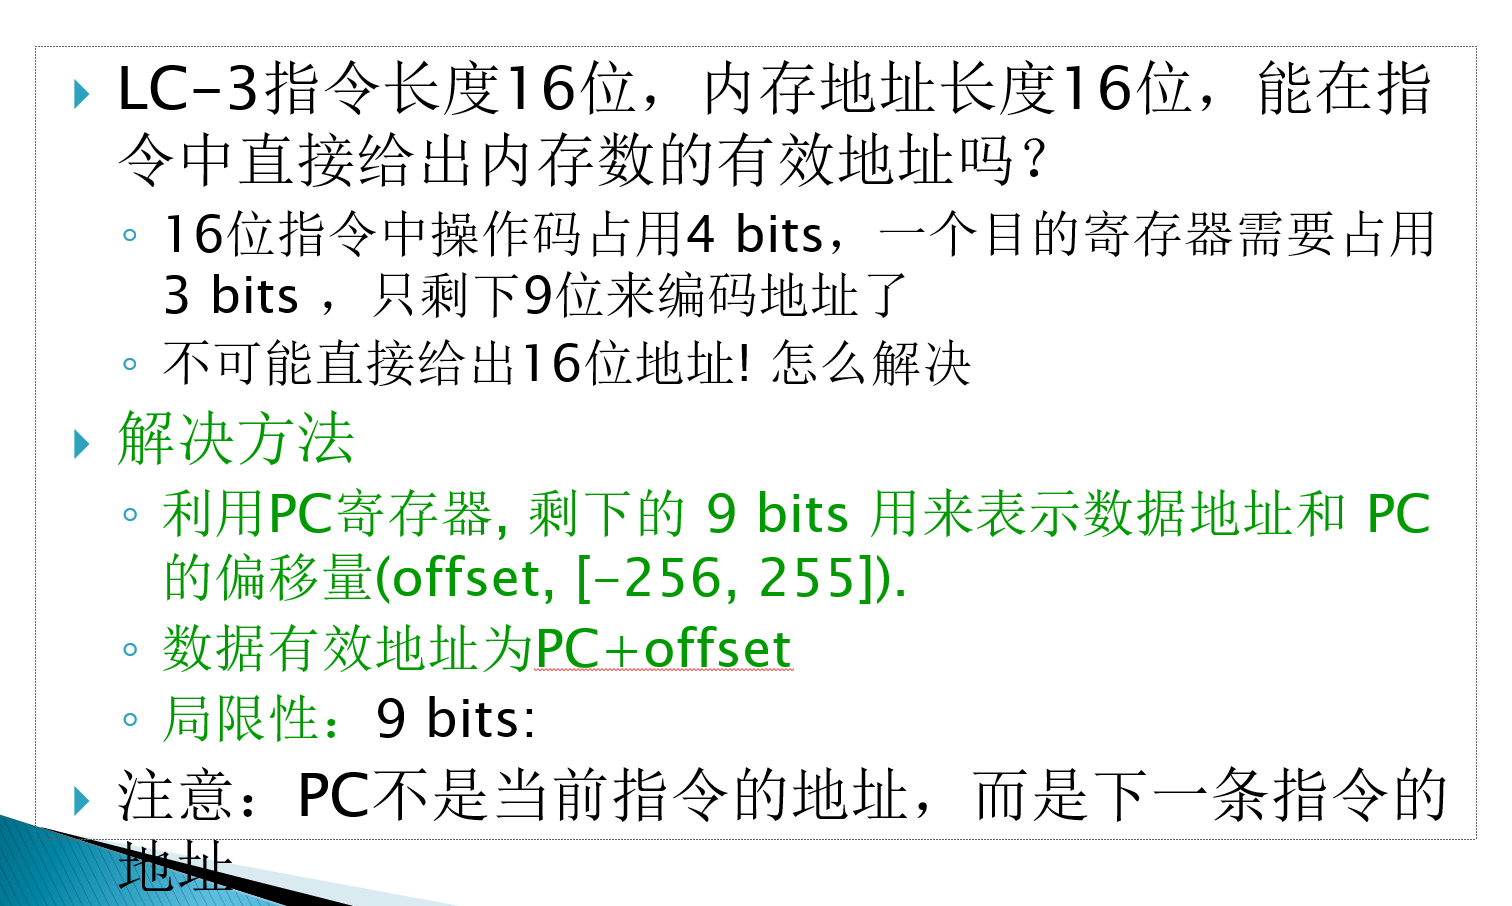 LC-3指令长度16位，内存地址长度16位，能在指
令中直接给出内存数的有效地址吗？
16位指令中操作码占用4 bits，一个目的寄存器需要占用
3 bits ，只剩下9位来编码地址了
不可能直接给出16位地址! 怎么解决
解决方法
利用PC寄存器, 剩下的 9 bits 用来表示数据地址和 PC
的偏移量(offset, [-256, 255]).
数据有效地址为PC+offset
局限性：9 bits:
注意：PC不是当前指令的地址，而是下一条指令的
地址